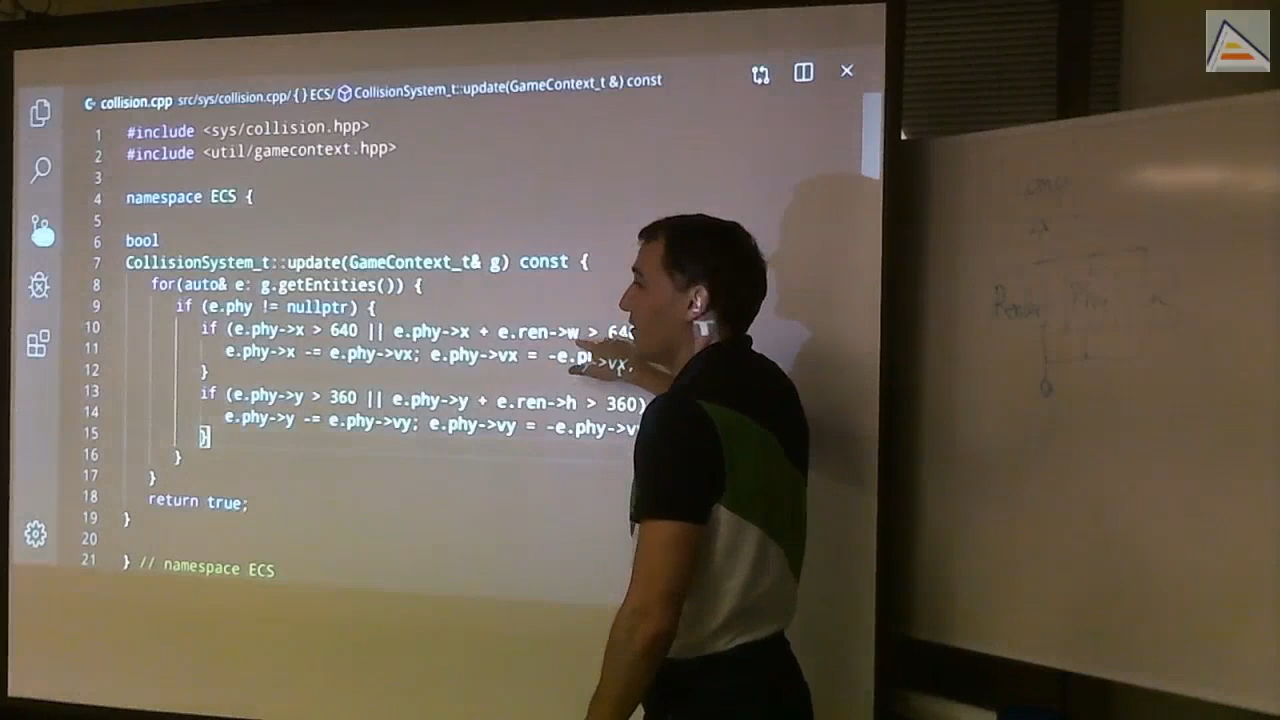 collision.cpp src/sys/collision.cpp/ { } ECS/ CollisionSystem_t::update(GameContext_t &) const
1 #include <sys/collision.hpp>
2 #include <util/gamecontext.hpp>
3
4 namespace ECS {
5
6 bool
7 CollisionSystem_t::update(GameContext_t& g) const {
8 for(auto& e: g.getEntities()) {
9 if (e.phy != nullptr) {
10 if (e.phy->x > 640 || e.phy->x + e.ren->w > 640
11 e.phy->x -= e.phy->vx; e.phy->vx = -e.phy->vx;
12 }
13 if (e.phy->y > 360 || e.phy->y + e.ren->h > 360)
14 e.phy->y -= e.phy->vy; e.phy->vy = -e.phy->v
15 }
16 }
17 }
18 return true;
19 }
20
21 } // namespace ECS
Render